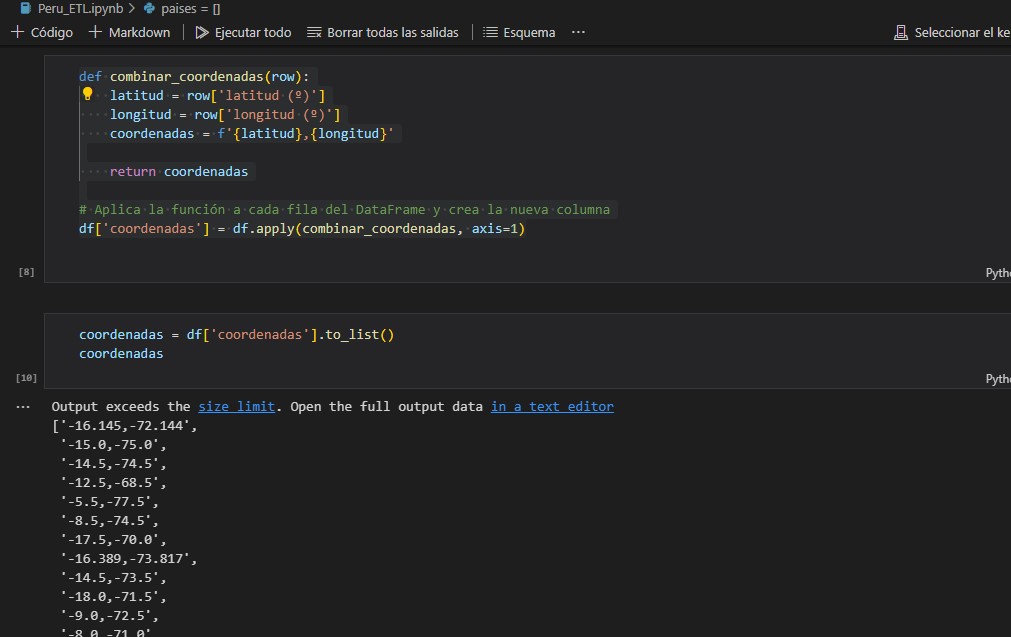 Peru_ETL.ipynb > paises = []
+ Código + Markdown | Ejecutar todo Borrar todas las salidas | Esquema ... Seleccionar el ke
def combinar_coordenadas(row):
    latitud = row['latitud (º)']
    longitud = row['longitud (º)']
    coordenadas = f'{latitud},{longitud}'
    return coordenadas
# Aplica la función a cada fila del DataFrame y crea la nueva columna
df['coordenadas'] = df.apply(combinar_coordenadas, axis=1)
[8]
Pytho
coordenadas = df['coordenadas'].to_list()
coordenadas
[10]
Pytho
... Output exceeds the size limit. Open the full output data in a text editor
['-16.145,-72.144',
 '-15.0,-75.0',
 '-14.5,-74.5',
 '-12.5,-68.5',
 '-5.5,-77.5',
 '-8.5,-74.5',
 '-17.5,-70.0',
 '-16.389,-73.817',
 '-14.5,-73.5',
 '-18.0,-71.5',
 '-9.0,-72.5',
 '-8.0,-71.0'